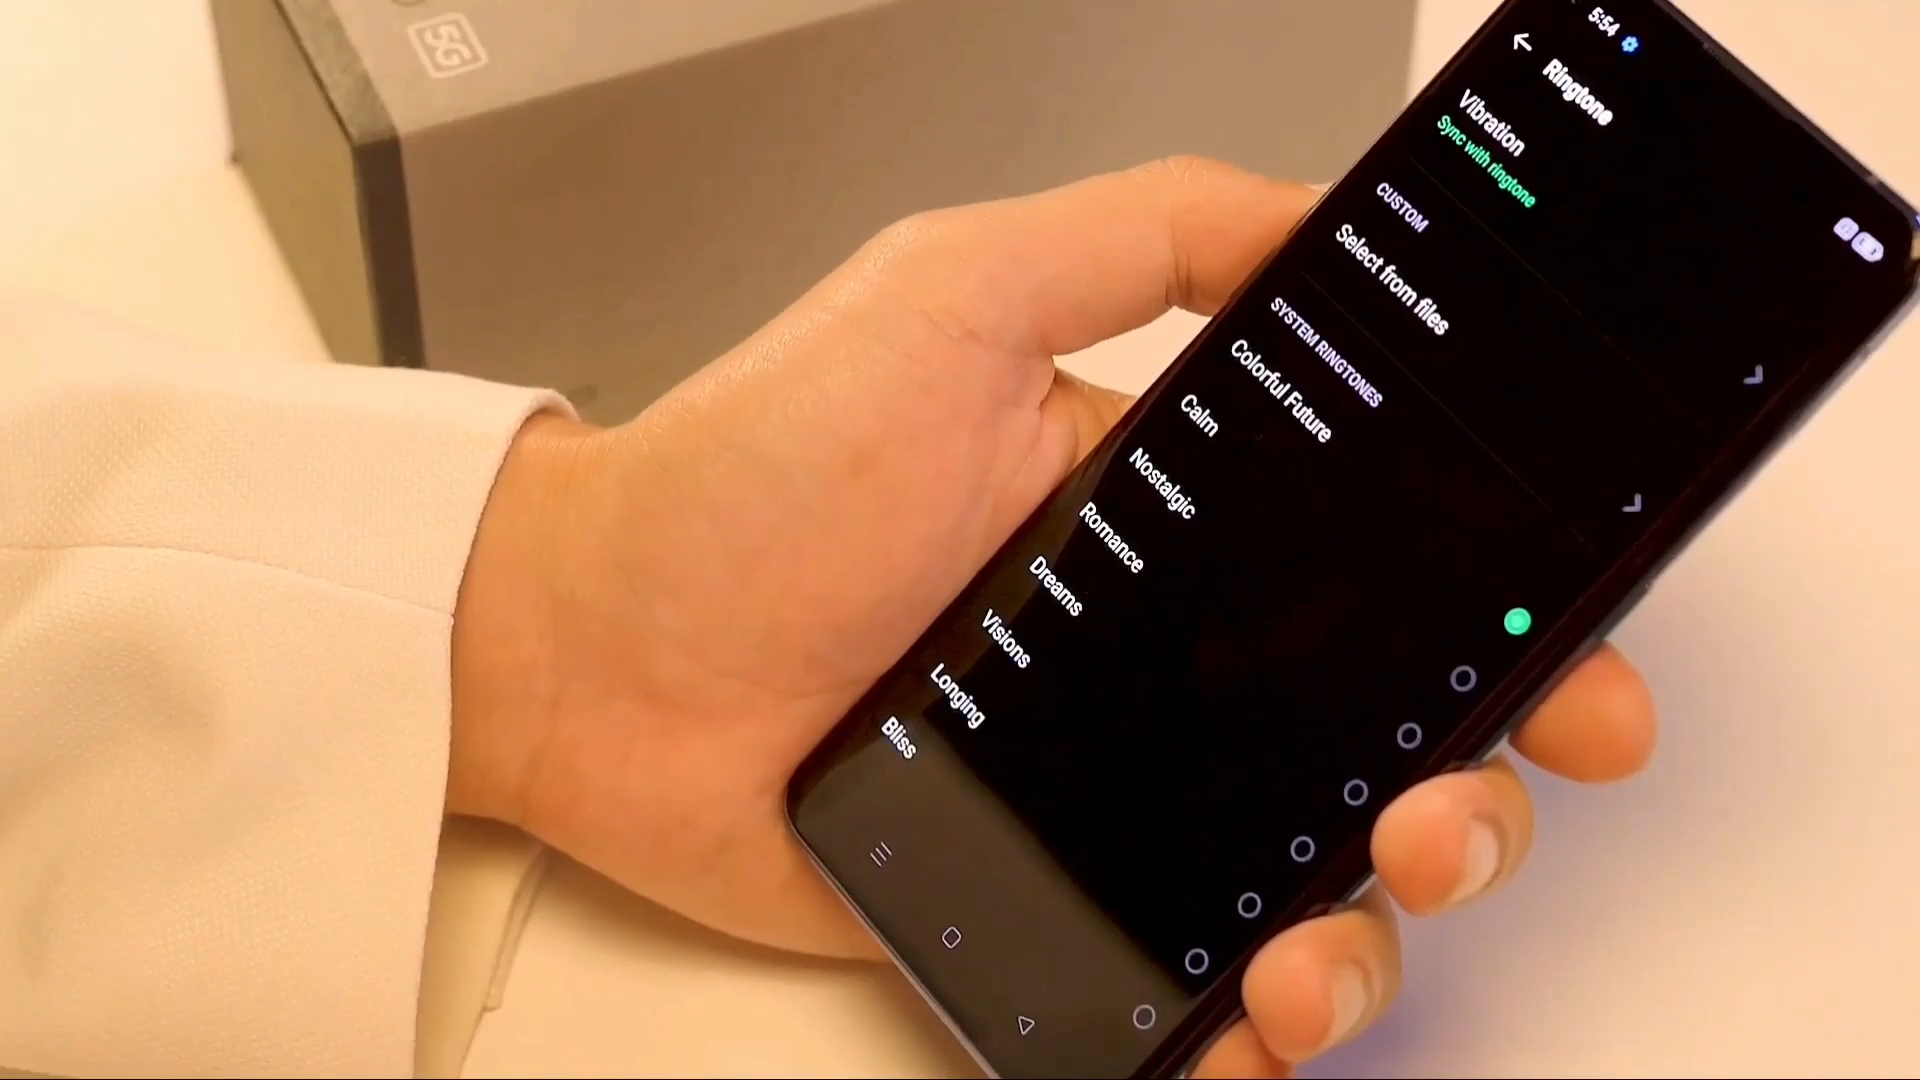 5G
5:54
Ringtone
Vibration
Sync with ringtone
CUSTOM
Select from files
SYSTEM RINGTONES
Colorful Future
Calm
Nostalgic
Romance
Dreams
Visions
Longing
Bliss